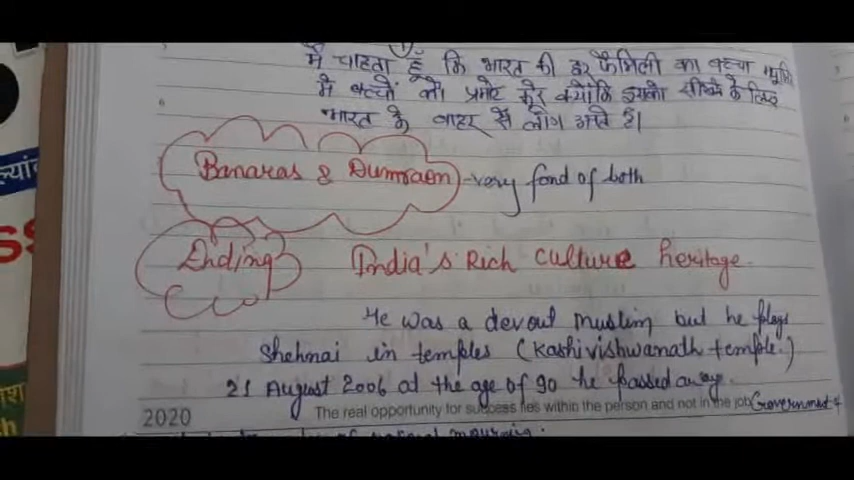 मैं चाहता हूँ कि भारत की हर फैमिली का बच्चा
में बच्चों को प्रमोट करे क्योंकि इसको सीखने के लिए
भारत के बाहर से लोग आते हैं।
Banaras & Dumraon - very fond of both
Ending India's Rich culture heritage.
He was a devout muslim but he plays
shehnai in temples (Kashi vishwanath temple.)
21 August 2006 at the age of 90 he passed away.
2020 The real opportunity for success lies within the person and not in the job Government
of national mourning.